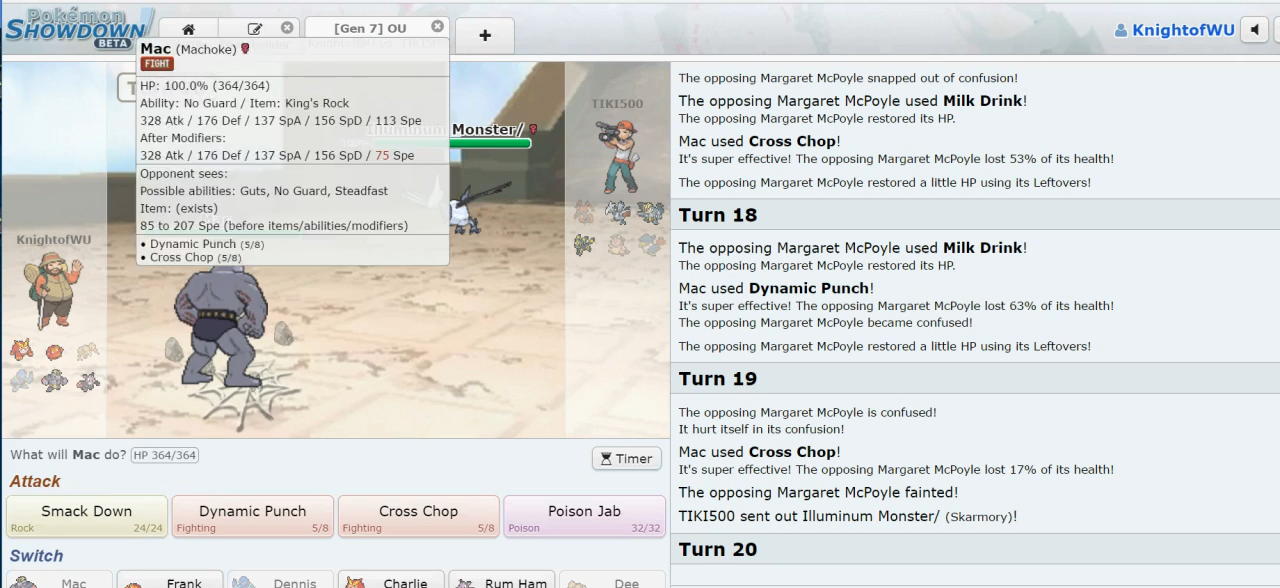 Pokémon
SHOWDOWN!
BETA
[Gen 7] OU
+
KnightofWU
Mac (Machoke)
FIGHT
HP: 100.0% (364/364)
Ability: No Guard / Item: King's Rock
328 Atk / 176 Def / 137 SpA / 156 SpD / 113 Spe
After Modifiers:
328 Atk / 176 Def / 137 SpA / 156 SpD / 75 Spe
Opponent sees:
Possible abilities: Guts, No Guard, Steadfast
Item: (exists)
85 to 207 Spe (before items/abilities/modifiers)
• Dynamic Punch (5/8)
• Cross Chop (5/8)
Illuminum Monster/
TIKI500
KnightofWU
What will Mac do? HP 364/364
Timer
Attack
Smack Down
Rock 24/24
Dynamic Punch
Fighting 5/8
Cross Chop
Fighting 5/8
Poison Jab
Poison 32/32
Switch
Mac
Frank
Dennis
Charlie
Rum Ham
Dee
The opposing Margaret McPoyle snapped out of confusion!
The opposing Margaret McPoyle used Milk Drink!
The opposing Margaret McPoyle restored its HP.
Mac used Cross Chop!
It's super effective! The opposing Margaret McPoyle lost 53% of its health!
The opposing Margaret McPoyle restored a little HP using its Leftovers!
Turn 18
The opposing Margaret McPoyle used Milk Drink!
The opposing Margaret McPoyle restored its HP.
Mac used Dynamic Punch!
It's super effective! The opposing Margaret McPoyle lost 63% of its health!
The opposing Margaret McPoyle became confused!
The opposing Margaret McPoyle restored a little HP using its Leftovers!
Turn 19
The opposing Margaret McPoyle is confused!
It hurt itself in its confusion!
Mac used Cross Chop!
It's super effective! The opposing Margaret McPoyle lost 17% of its health!
The opposing Margaret McPoyle fainted!
TIKI500 sent out Illuminum Monster/ (Skarmory)!
Turn 20